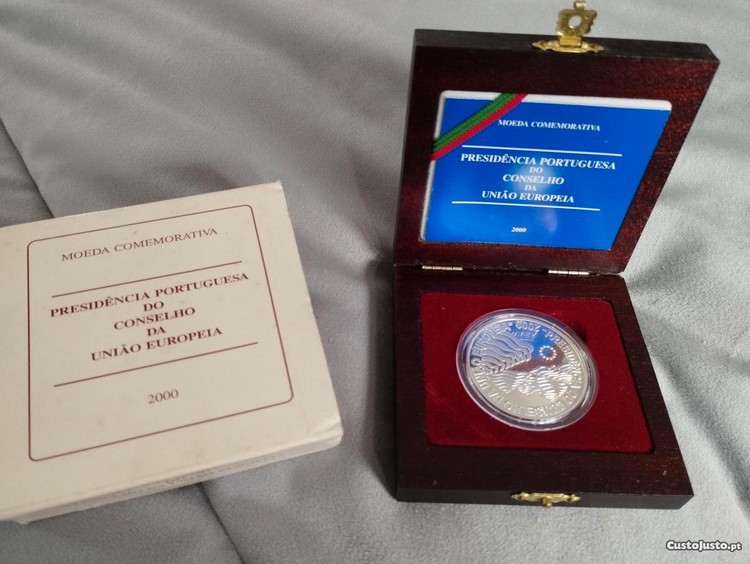 MOEDA COMEMORATIVA
PRESIDÊNCIA PORTUGUESA
DO
CONSELHO
DA
UNIÃO EUROPEIA
2000
MOEDA COMEMORATIVA
PRESIDÊNCIA PORTUGUESA
DO
CONSELHO
DA
UNIÃO EUROPEIA
2000
CustoJusto.pt